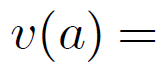 v(a) =